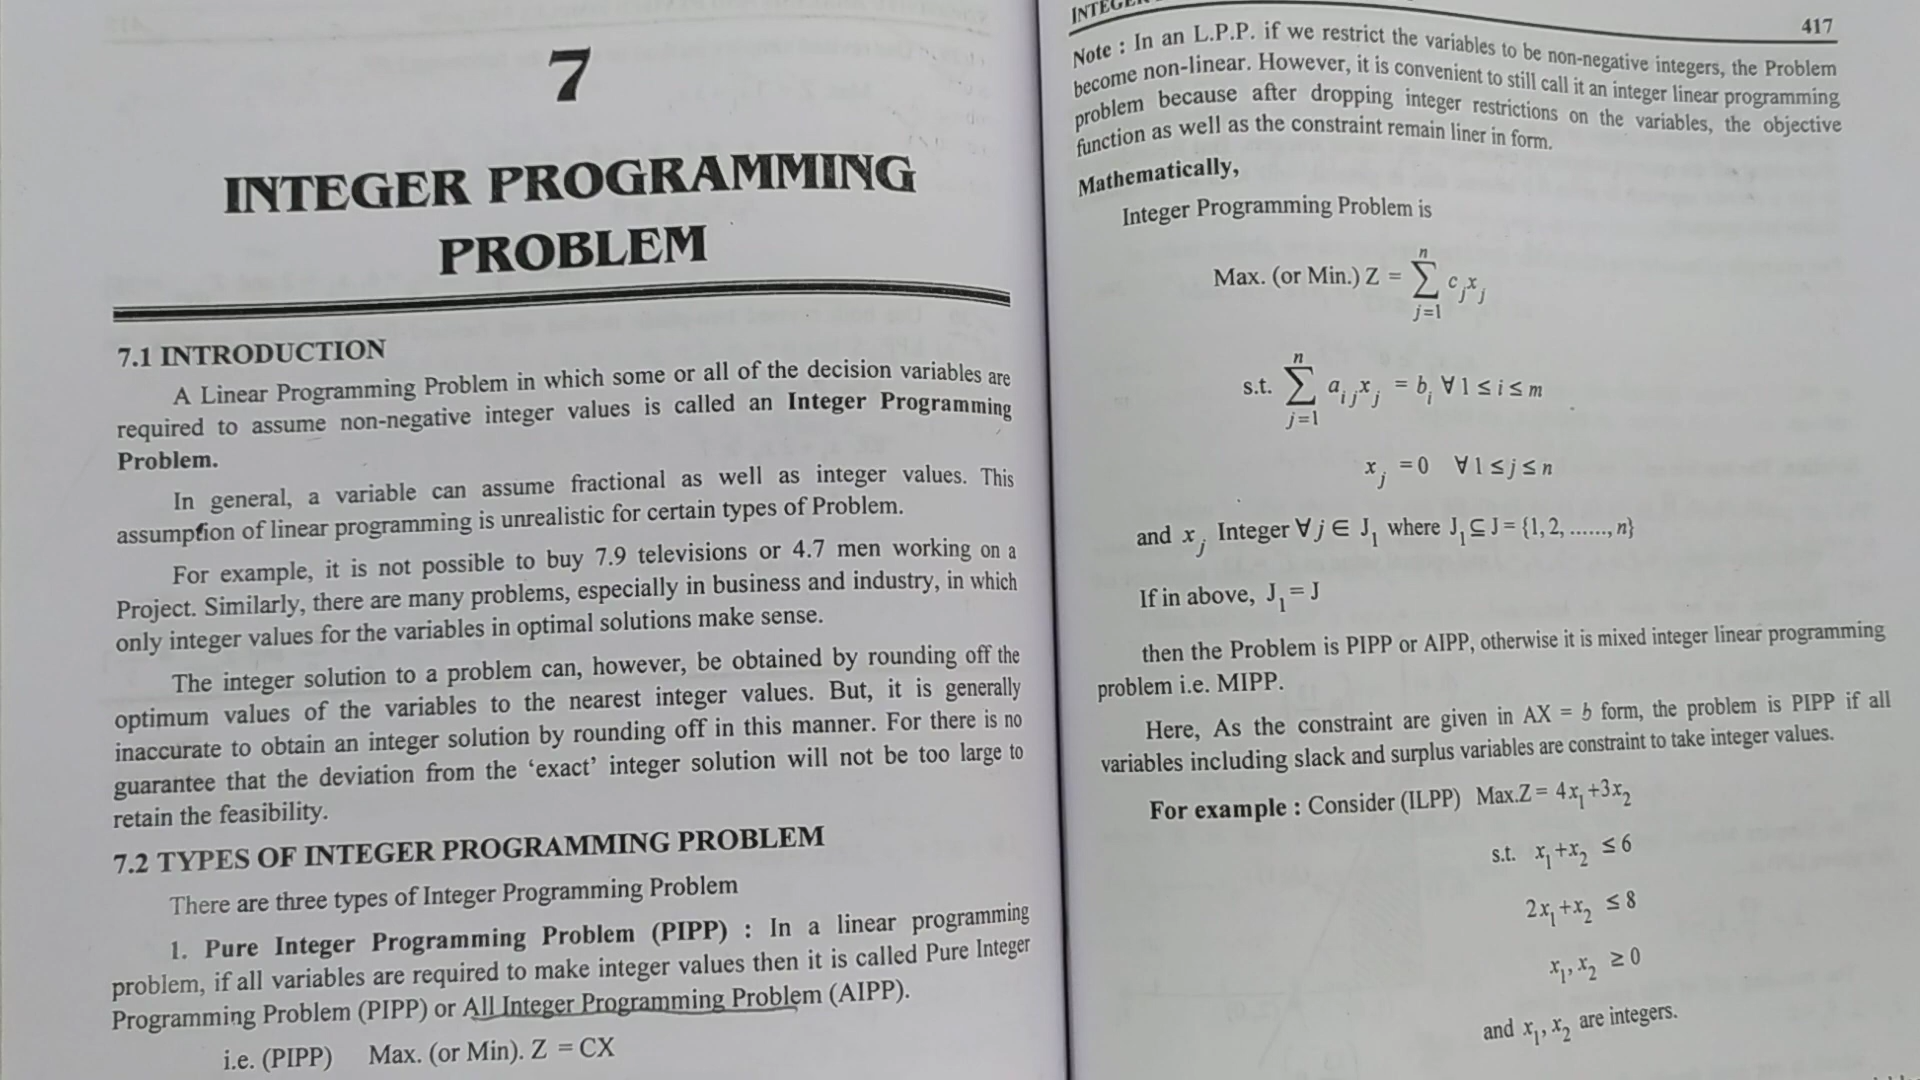 7
INTEGER PROGRAMMING
PROBLEM
7.1 INTRODUCTION
A Linear Programming Problem in which some or all of the decision variables are
required to assume non-negative integer values is called an Integer Programming
Problem.
In general, a variable can assume fractional as well as integer values. This
assumption of linear programming is unrealistic for certain types of Problem.
For example, it is not possible to buy 7.9 televisions or 4.7 men working on a
Project. Similarly, there are many problems, especially in business and industry, in which
only integer values for the variables in optimal solutions make sense.
The integer solution to a problem can, however, be obtained by rounding off the
optimum values of the variables to the nearest integer values. But, it is generally
inaccurate to obtain an integer solution by rounding off in this manner. For there is no
guarantee that the deviation from the ‘exact’ integer solution will not be too large to
retain the feasibility.
7.2 TYPES OF INTEGER PROGRAMMING PROBLEM
There are three types of Integer Programming Problem
1. Pure Integer Programming Problem (PIPP) : In a linear programming
problem, if all variables are required to make integer values then it is called Pure Integer
Programming Problem (PIPP) or All Integer Programming Problem (AIPP).
i.e. (PIPP) Max. (or Min). Z = CX
417
Note : In an L.P.P. if we restrict the variables to be non-negative integers, the Problem
become non-linear. However, it is convenient to still call it an integer linear programming
problem because after dropping integer restrictions on the variables, the objective
function as well as the constraint remain liner in form.
Mathematically,
Integer Programming Problem is
Max. (or Min.) Z = ∑_{j=1}^{n} c_j x_j
s.t. ∑_{j=1}^{n} a_{ij} x_j = b_i ∀ 1 ≤ i ≤ m
x_j = 0 ∀ 1 ≤ j ≤ n
and x_j Integer ∀ j ∈ J₁ where J₁ ⊆ J = {1, 2, ......, n}
If in above, J₁ = J
then the Problem is PIPP or AIPP, otherwise it is mixed integer linear programming
problem i.e. MIPP.
Here, As the constraint are given in AX = b form, the problem is PIPP if all
variables including slack and surplus variables are constraint to take integer values.
For example : Consider (ILPP) Max.Z = 4x₁+3x₂
s.t. x₁+x₂ ≤ 6
2x₁+x₂ ≤ 8
x₁, x₂ ≥ 0
and x₁, x₂ are integers.